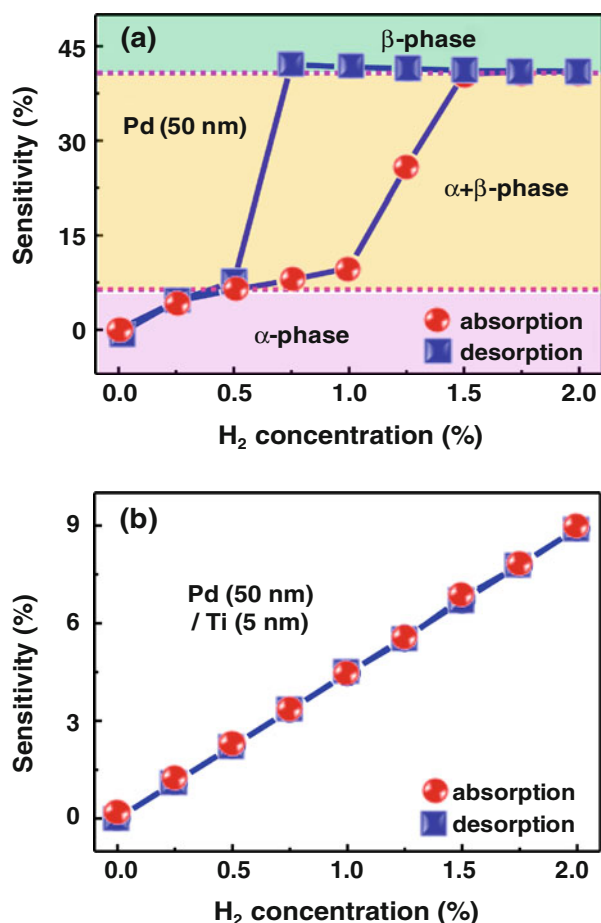 (a)
β-phase
Pd (50 nm)
α+β-phase
α-phase
absorption
desorption
45
30
15
0
Sensitivity (%)
0.0 0.5 1.0 1.5 2.0
H₂ concentration (%)
(b)
Pd (50 nm)
/ Ti (5 nm)
absorption
desorption
9
6
3
0
Sensitivity (%)
0.0 0.5 1.0 1.5 2.0
H₂ concentration (%)